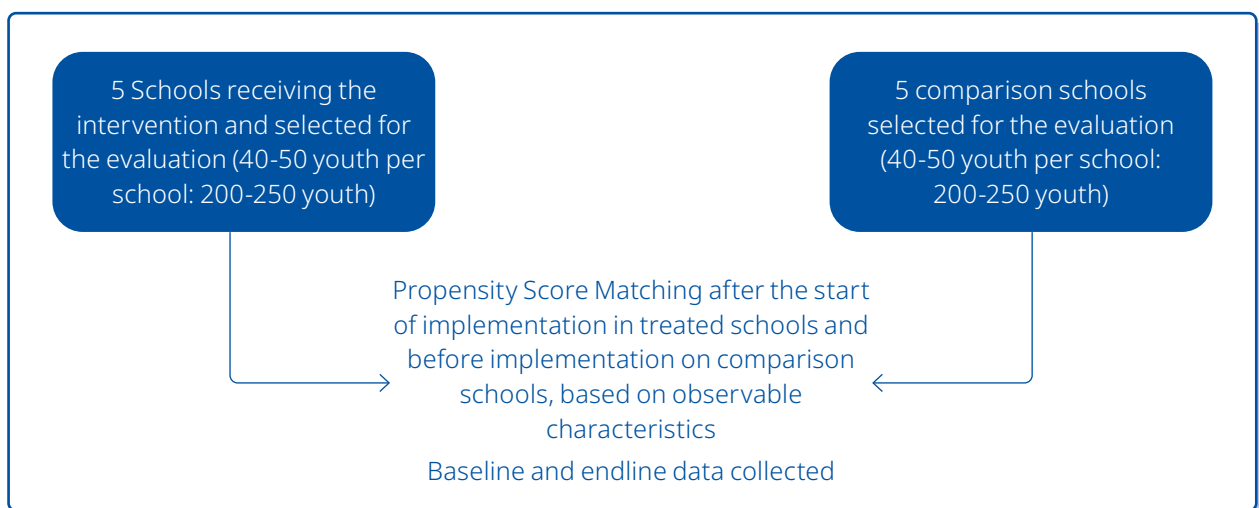 5 Schools receiving the
intervention and selected for
the evaluation (40-50 youth per
school: 200-250 youth)
5 comparison schools
selected for the evaluation
(40-50 youth per school:
200-250 youth)
Propensity Score Matching after the start
of implementation in treated schools and
before implementation on comparison
schools, based on observable
characteristics
Baseline and endline data collected